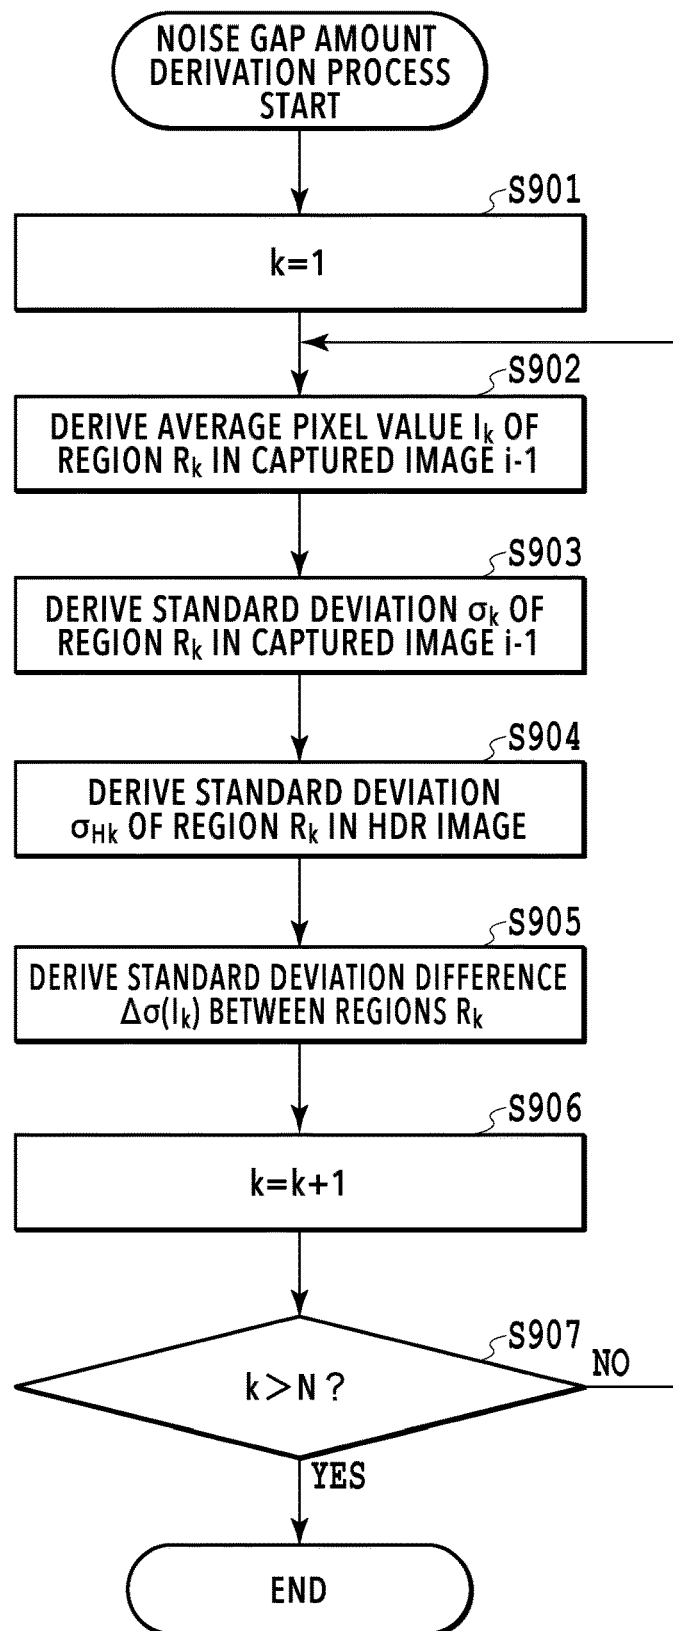 NOISE GAP AMOUNT
DERIVATION PROCESS
START
S901
k=1
S902
DERIVE AVERAGE PIXEL VALUE Iₖ OF
REGION Rₖ IN CAPTURED IMAGE i-1
S903
DERIVE STANDARD DEVIATION σₖ OF
REGION Rₖ IN CAPTURED IMAGE i-1
S904
DERIVE STANDARD DEVIATION
σHk OF REGION Rₖ IN HDR IMAGE
S905
DERIVE STANDARD DEVIATION DIFFERENCE
Δσ(Iₖ) BETWEEN REGIONS Rₖ
S906
k=k+1
S907
k>N?
NO
YES
END